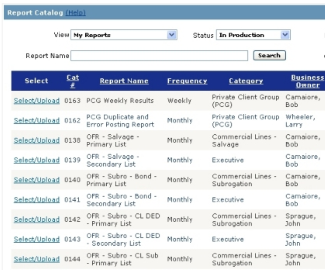 Report Catalog (Help)
View My Reports Status In Production
Report Name Search
Select Cat # Report Name Frequency Category Business Owner
Select/Upload 0163 PCG Weekly Results Weekly Private Client Group (PCG) Camaiore, Bob
Select/Upload 0162 PCG Duplicate and Error Posting Report Monthly Private Client Group (PCG) Wheeler, Larry
Select/Upload 0138 OFR - Salvage - Primary List Monthly Commercial Lines - Salvage Camaiore, Bob
Select/Upload 0139 OFR - Salvage - Secondary List Monthly Executive Camaiore, Bob
Select/Upload 0140 OFR - Subro - Bond - Primary List Monthly Commercial Lines - Subrogation Camaiore, Bob
Select/Upload 0141 OFR - Subro - Bond - Secondary List Monthly Executive Camaiore, Bob
Select/Upload 0142 OFR - Subro - CL DED - Primary List Monthly Commercial Lines - Subrogation Sprague, John
Select/Upload 0143 OFR - Subro - CL DED - Secondary List Monthly Executive Sprague, John
Select/Upload 0144 OFR - Subro - CL Sub - Primary List Monthly Commercial Lines - Subrogation Sprague, John